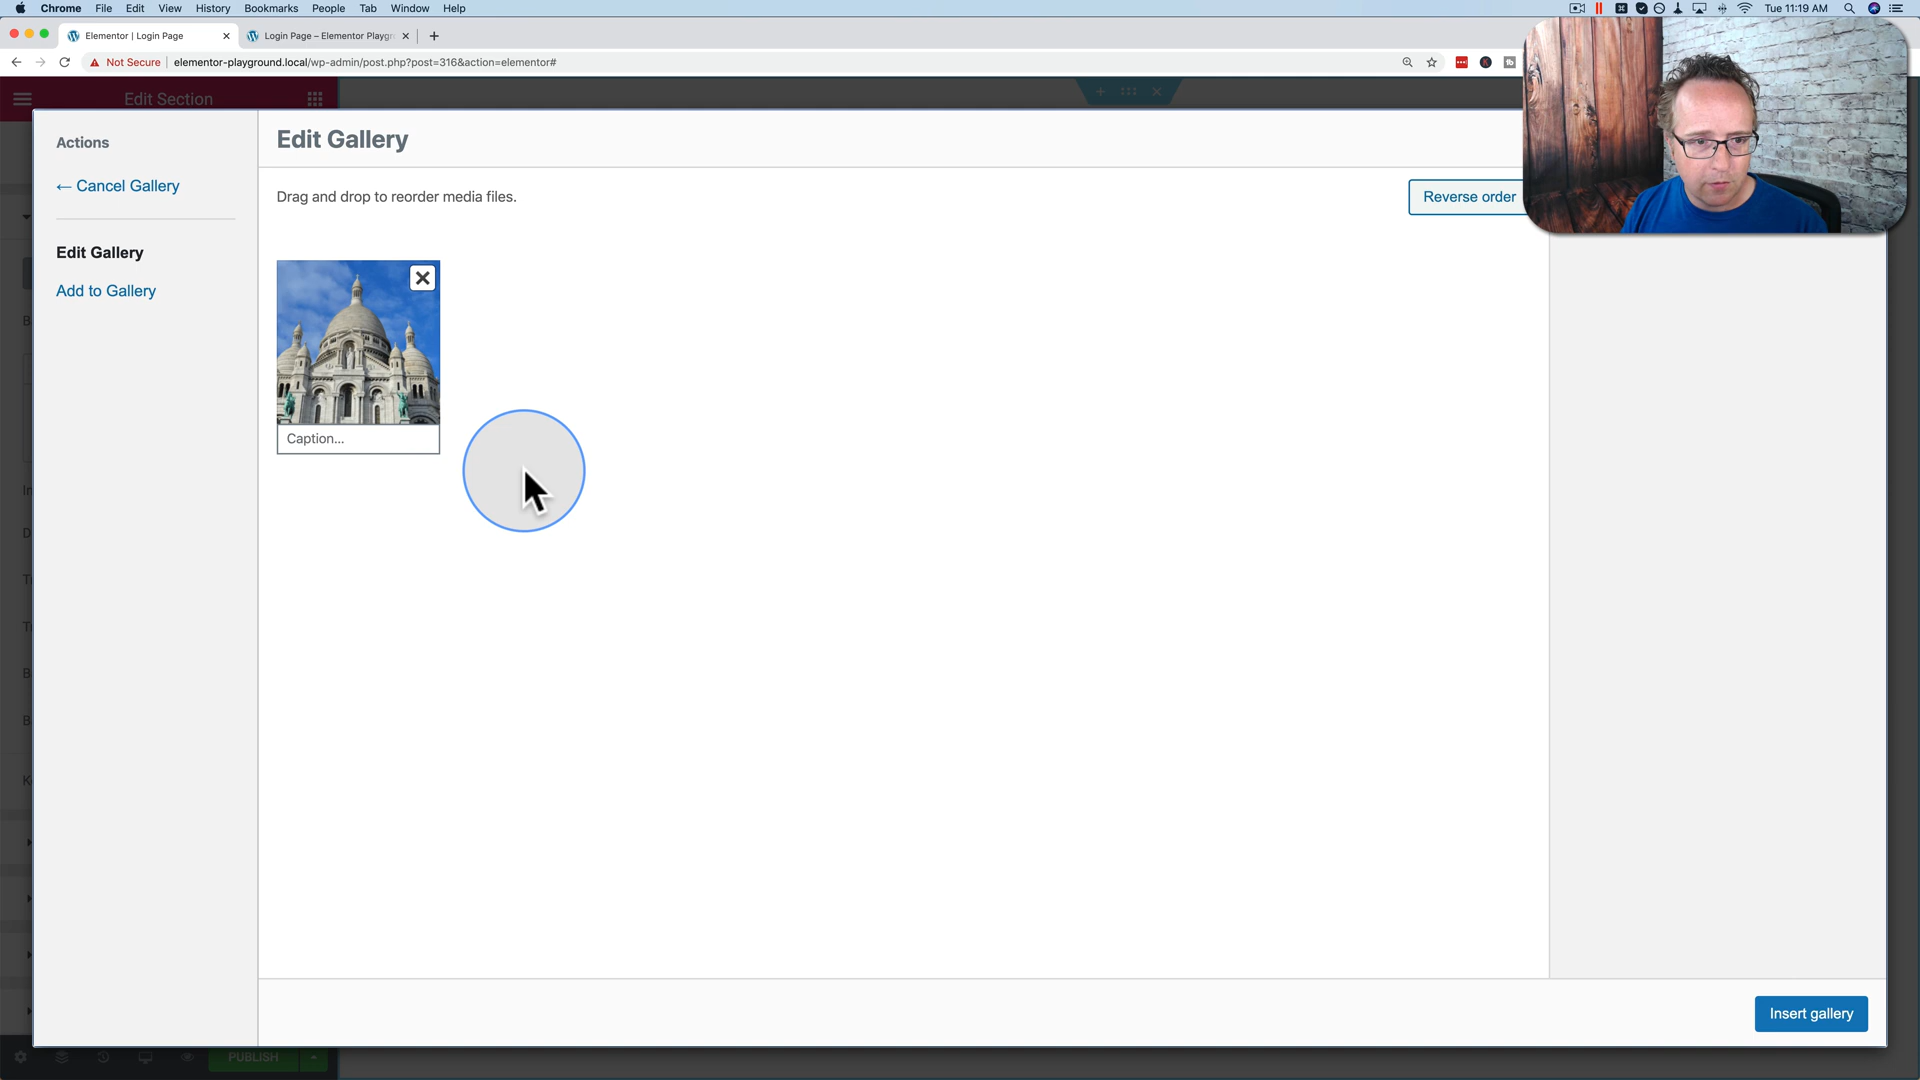 Chrome File Edit View History Bookmarks People Tab Window Help
Tue 11:19 AM
Elementor | Login Page
Login Page – Elementor Playgr
Not Secure
elementor-playground.local/wp-admin/post.php?post=316&action=elementor#
Edit Section
Actions
← Cancel Gallery
Edit Gallery
Add to Gallery
Edit Gallery
Drag and drop to reorder media files.
Reverse order
Caption...
Insert gallery
PUBLISH